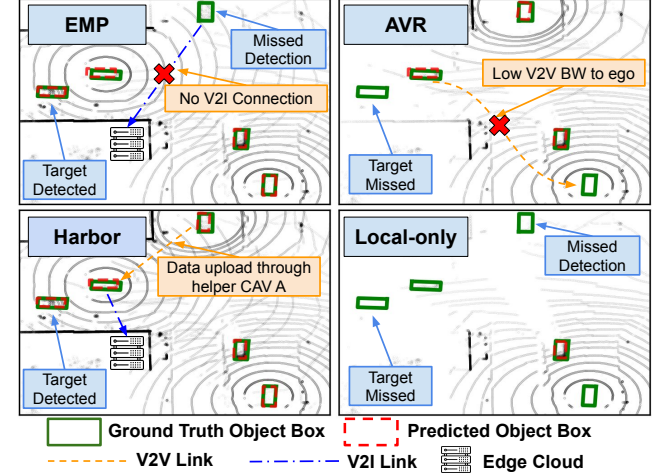 EMP
Missed
Detection
No V2I Connection
Target
Detected
AVR
Low V2V BW to ego
Target
Missed
Harbor
Data upload through
helper CAV A
Target
Detected
Local-only
Missed
Detection
Target
Missed
Ground Truth Object Box
Predicted Object Box
V2V Link
V2I Link
Edge Cloud